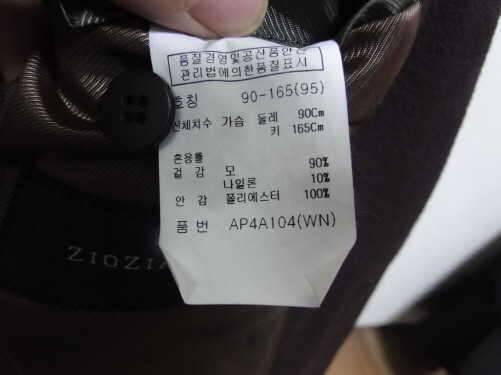 품질경영및공산품안전
관리법에의한품질표시
호칭 90-165(95)
신체치수 가슴 둘레 90Cm
키 165Cm
혼용률
겉 감 모 90%
나일론 10%
안 감 폴리에스터 100%
품 번 AP4A104(WN)
ZIOZIA